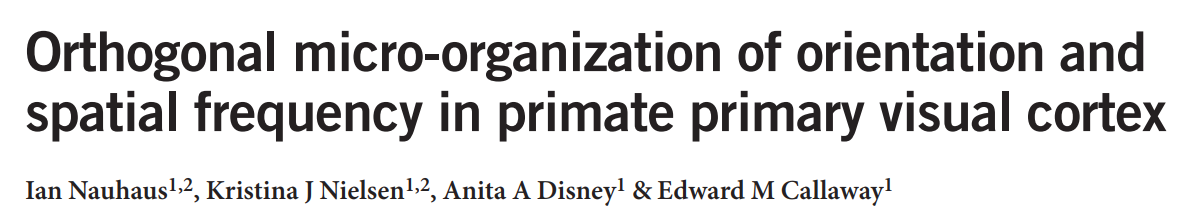 Orthogonal micro-organization of orientation and
spatial frequency in primate primary visual cortex
Ian Nauhaus1,2, Kristina J Nielsen1,2, Anita A Disney1 & Edward M Callaway1